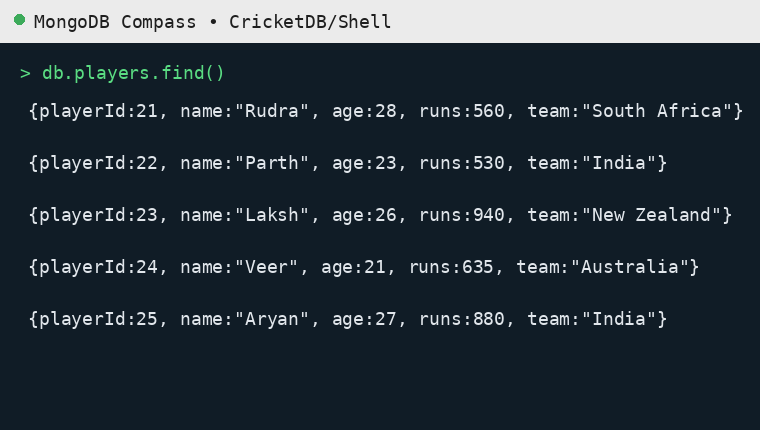 MongoDB Compass • CricketDB/Shell
> db.players.find()
{playerId:21, name:"Rudra", age:28, runs:560, team:"South Africa"}
{playerId:22, name:"Parth", age:23, runs:530, team:"India"}
{playerId:23, name:"Laksh", age:26, runs:940, team:"New Zealand"}
{playerId:24, name:"Veer", age:21, runs:635, team:"Australia"}
{playerId:25, name:"Aryan", age:27, runs:880, team:"India"}